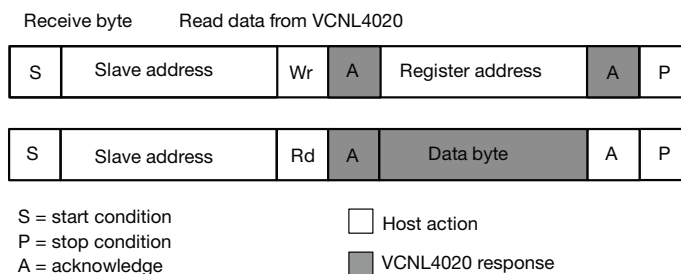 Receive byte Read data from VCNL4020
S Slave address Wr A Register address A P
S Slave address Rd A Data byte A P
S = start condition
P = stop condition
A = acknowledge
Host action
VCNL4020 response